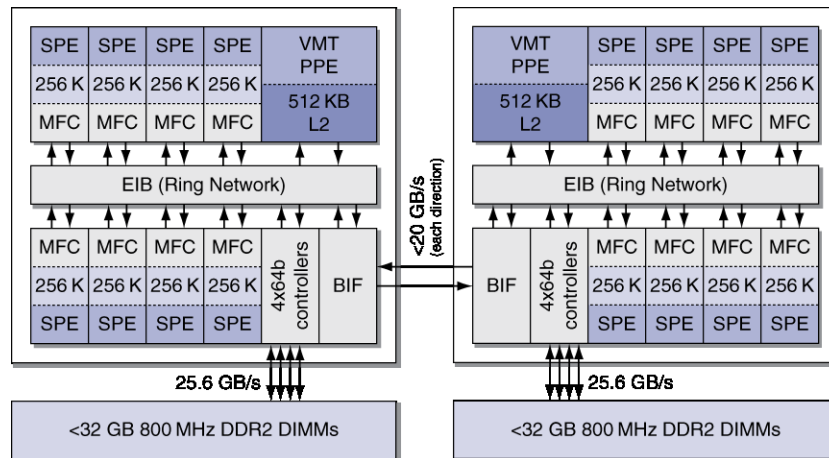 SPE SPE SPE SPE VMT PPE
256 K 256 K 256 K 256 K 512 KB L2
MFC MFC MFC MFC
EIB (Ring Network)
MFC MFC MFC MFC 4x64b controllers BIF
256 K 256 K 256 K 256 K
SPE SPE SPE SPE
25.6 GB/s
<32 GB 800 MHz DDR2 DIMMs
<20 GB/s
(each direction)
VMT PPE SPE SPE SPE SPE
512 KB L2 256 K 256 K 256 K 256 K
MFC MFC MFC MFC
EIB (Ring Network)
BIF 4x64b controllers MFC MFC MFC MFC
256 K 256 K 256 K 256 K
SPE SPE SPE SPE
25.6 GB/s
<32 GB 800 MHz DDR2 DIMMs